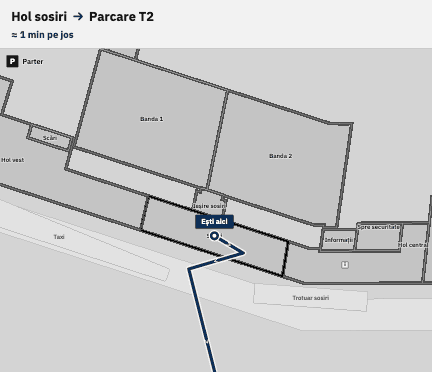 Hol sosiri → Parcare T2
≈ 1 min pe jos
P Parter
Banda 1
Scări
Banda 2
Hol vest
Ieșire sosiri
Ești aici
Spre securitate
Informații
Hol central
Taxi
Trotuar sosiri